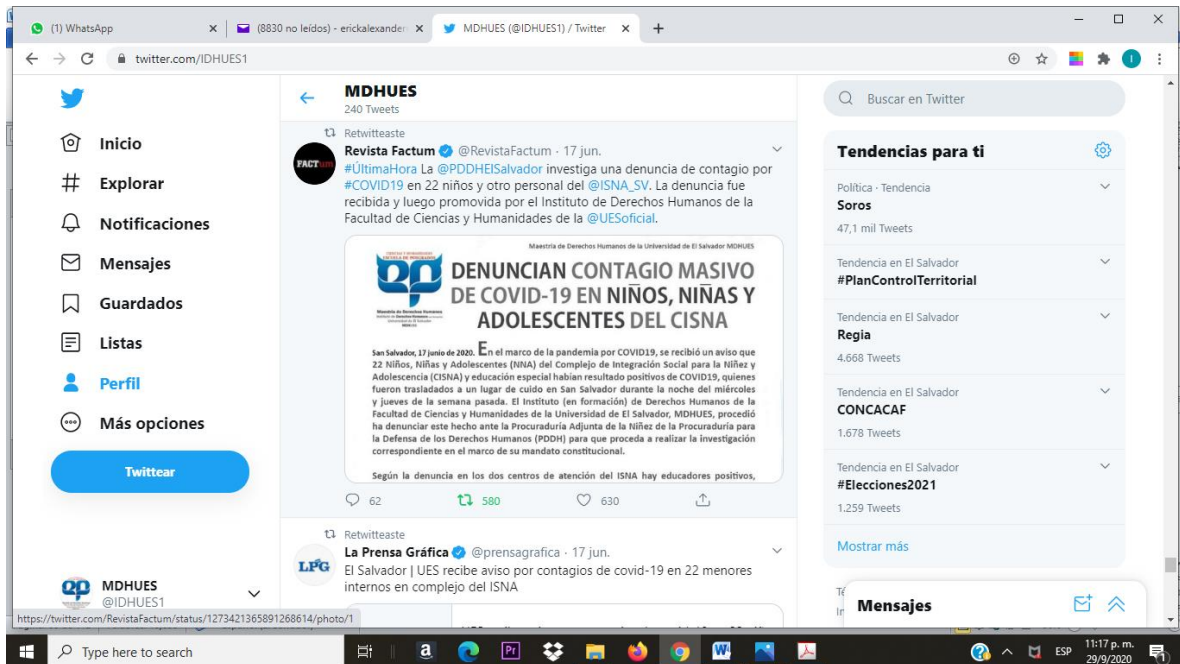 (1) WhatsApp
(8830 no leídos) - erickalexander
MDHUES (@IDHUES1) / Twitter
twitter.com/IDHUES1
Inicio
Explorar
Notificaciones
Mensajes
Guardados
Listas
Perfil
Más opciones
Twittear
MDHUES
@IDHUES1
MDHUES
240 Tweets
Retwitteaste
FACTum
Revista Factum @RevistaFactum · 17 jun.
#ÚltimaHora La @PDDHElSalvador investiga una denuncia de contagio por
#COVID19 en 22 niños y otro personal del @ISNA_SV. La denuncia fue
recibida y luego promovida por el Instituto de Derechos Humanos de la
Facultad de Ciencias y Humanidades de la @UESoficial.
Maestría de Derechos Humanos de la Universidad de El Salvador MDHUES
DENUNCIAN CONTAGIO MASIVO
DE COVID-19 EN NIÑOS, NIÑAS Y
ADOLESCENTES DEL CISNA
San Salvador, 17 junio de 2020. En el marco de la pandemia por COVID19, se recibió un aviso que
22 Niños, Niñas y Adolescentes (NNA) del Complejo de Integración Social para la Niñez y
Adolescencia (CISNA) y educación especial habían resultado positivos de COVID19, quienes
fueron trasladados a un lugar de cuido en San Salvador durante la noche del miércoles
y jueves de la semana pasada. El Instituto (en formación) de Derechos Humanos de la
Facultad de Ciencias y Humanidades de la Universidad de El Salvador, MDHUES, procedió
ha denunciar este hecho ante la Procuraduría Adjunta de la Niñez de la Procuraduría para
la Defensa de los Derechos Humanos (PDDH) para que proceda a realizar la investigación
correspondiente en el marco de su mandato constitucional.
Según la denuncia en los dos centros de atención del ISNA hay educadores positivos,
62 580 630
Retwitteaste
LPG
La Prensa Gráfica @prensagrafica · 17 jun.
El Salvador | UES recibe aviso por contagios de covid-19 en 22 menores
internos en complejo del ISNA
Buscar en Twitter
Tendencias para ti
Política · Tendencia
Soros
47,1 mil Tweets
Tendencia en El Salvador
#PlanControlTerritorial
Tendencia en El Salvador
Regia
4.668 Tweets
Tendencia en El Salvador
CONCACAF
1.678 Tweets
Tendencia en El Salvador
#Elecciones2021
1.259 Tweets
Mostrar más
Mensajes
https://twitter.com/RevistaFactum/status/1273421365891268614/photo/1
Type here to search
ESP
11:17 p. m.
29/9/2020